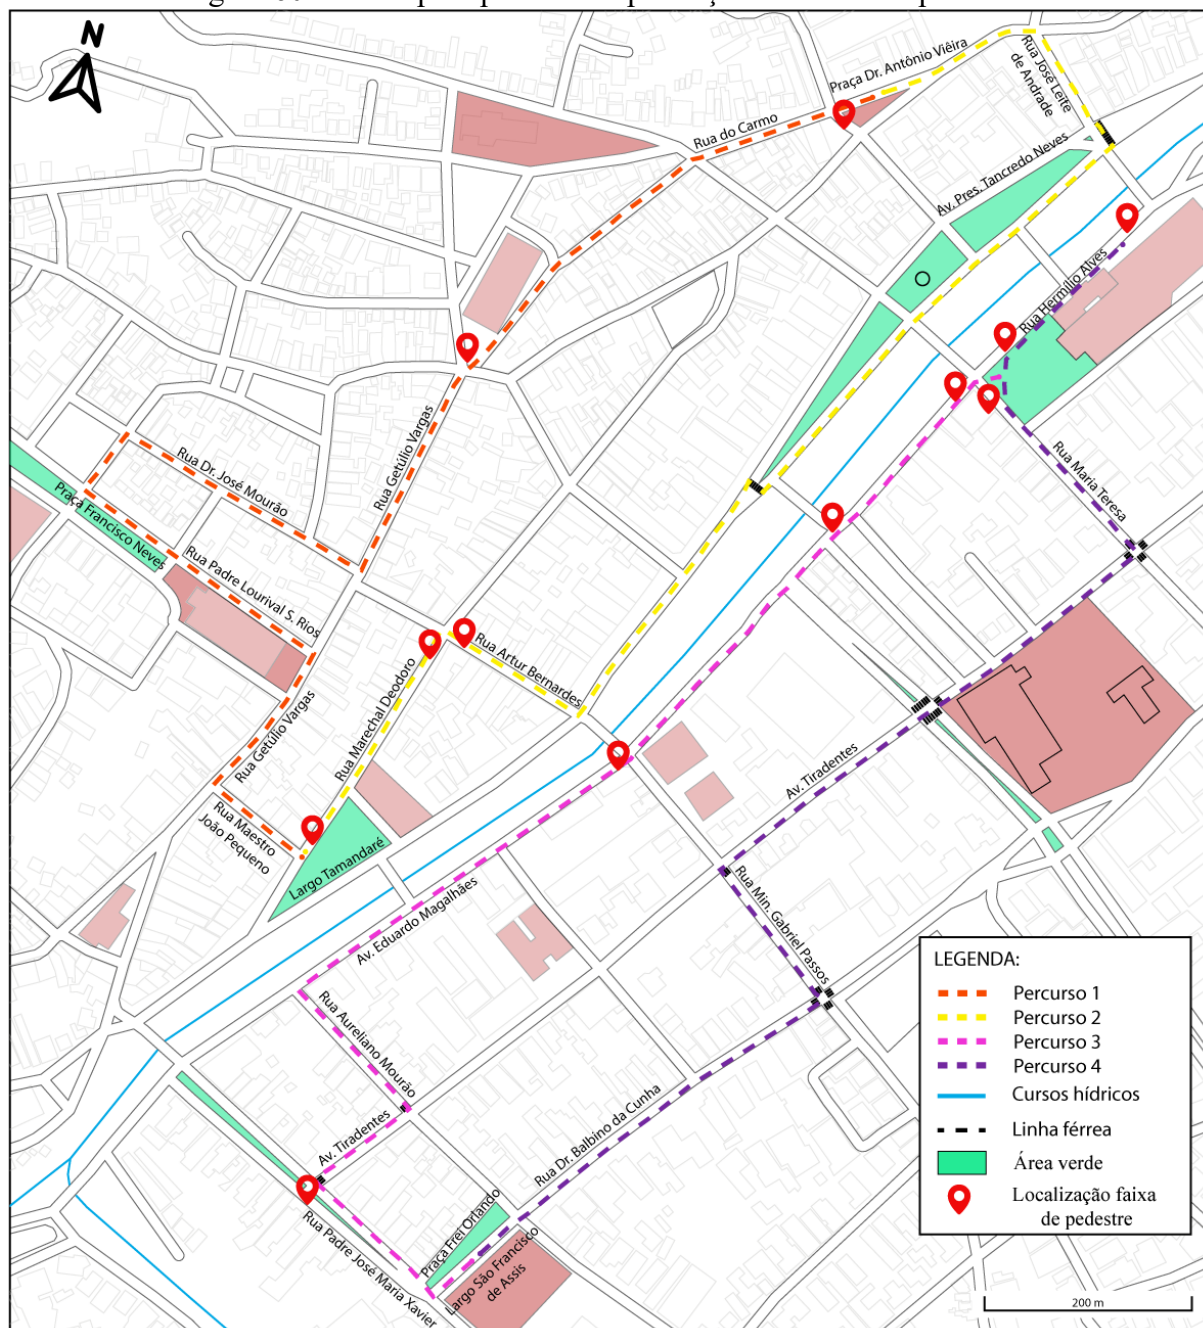 N
Praça Dr. Antônio Viêira
Rua José Leite
de Andrade
Rua do Carmo
Av. Pres. Tancredo Neves
Rua Hermílio Alves
Rua Getúlio Vargas
Rua Dr. José Mourão
Rua Maria Teresa
Praça Francisco Neves
Rua Padre Lourival S. Rios
Rua Artur Bernardes
Rua Marechal Deodoro
Rua Getúlio Vargas
Av. Tiradentes
Rua Maestro
João Pequeno
Largo Tamandaré
Rua Min. Gabriel Passos
Av. Eduardo Magalhães
Rua Aureliano Mourão
Av. Tiradentes
Rua Dr. Balbino da Cunha
Praça Frei Orlando
Largo São Francisco
de Assis
Rua Padre José Maria Xavier
LEGENDA:
Percurso 1
Percurso 2
Percurso 3
Percurso 4
Cursos hídricos
Linha férrea
Área verde
Localização faixa
de pedestre
200 m